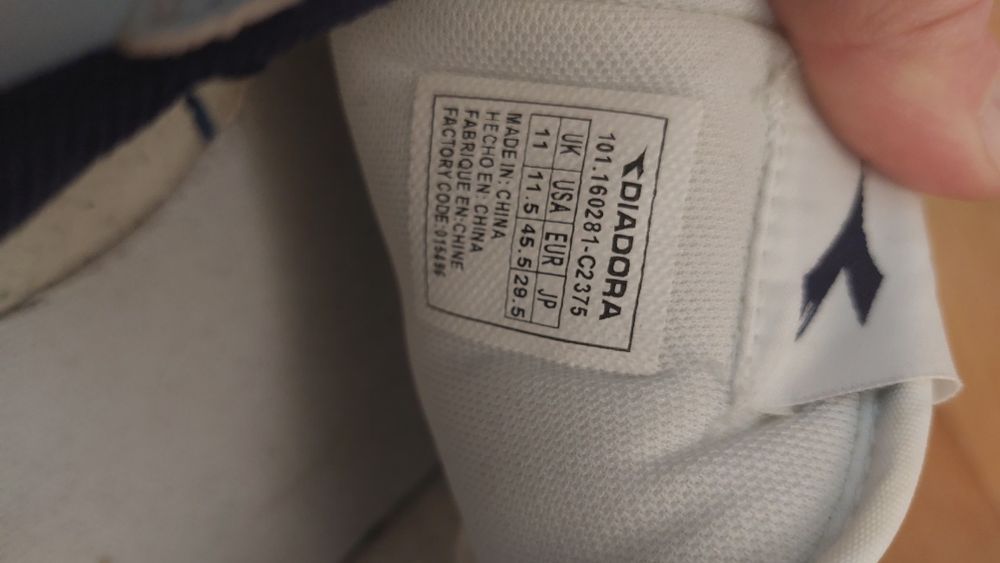 DIADORA
101.160281-C2375
UK USA EUR JP
11 11.5 45.5 29.5
MADE IN: CHINA
HECHO EN: CHINA
FABRIQUE EN: CHINE
FACTORY CODE: